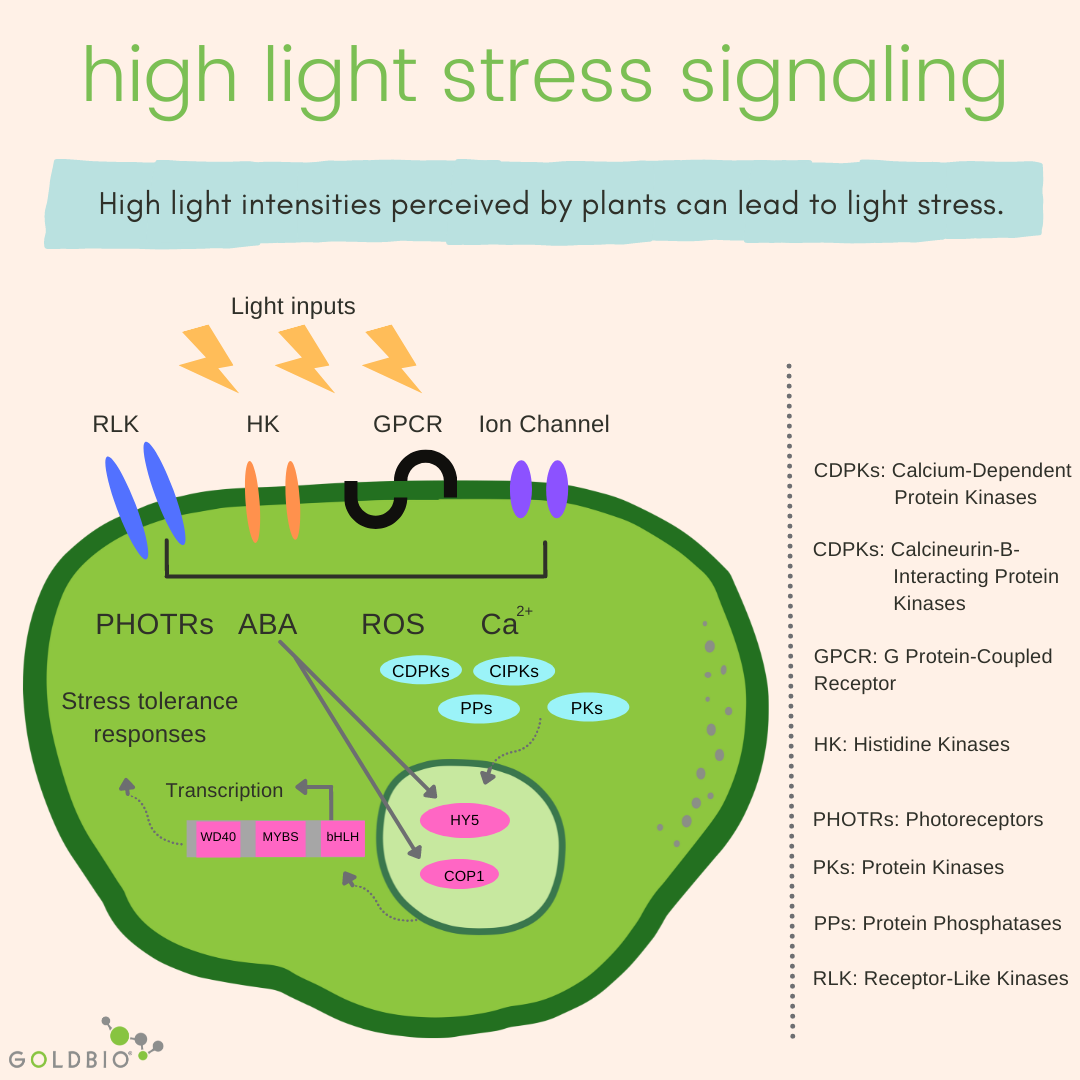 high light stress signaling
High light intensities perceived by plants can lead to light stress.
Light inputs
RLK
HK
GPCR
Ion Channel
PHOTRs
ABA
ROS
Ca2+
CDPKs
CIPKs
PPs
PKs
Stress tolerance
responses
Transcription
WD40
MYBS
bHLH
HY5
COP1
CDPKs: Calcium-Dependent
Protein Kinases
CDPKs: Calcineurin-B-
Interacting Protein
Kinases
GPCR: G Protein-Coupled
Receptor
HK: Histidine Kinases
PHOTRs: Photoreceptors
PKs: Protein Kinases
PPs: Protein Phosphatases
RLK: Receptor-Like Kinases
GOLDBIO